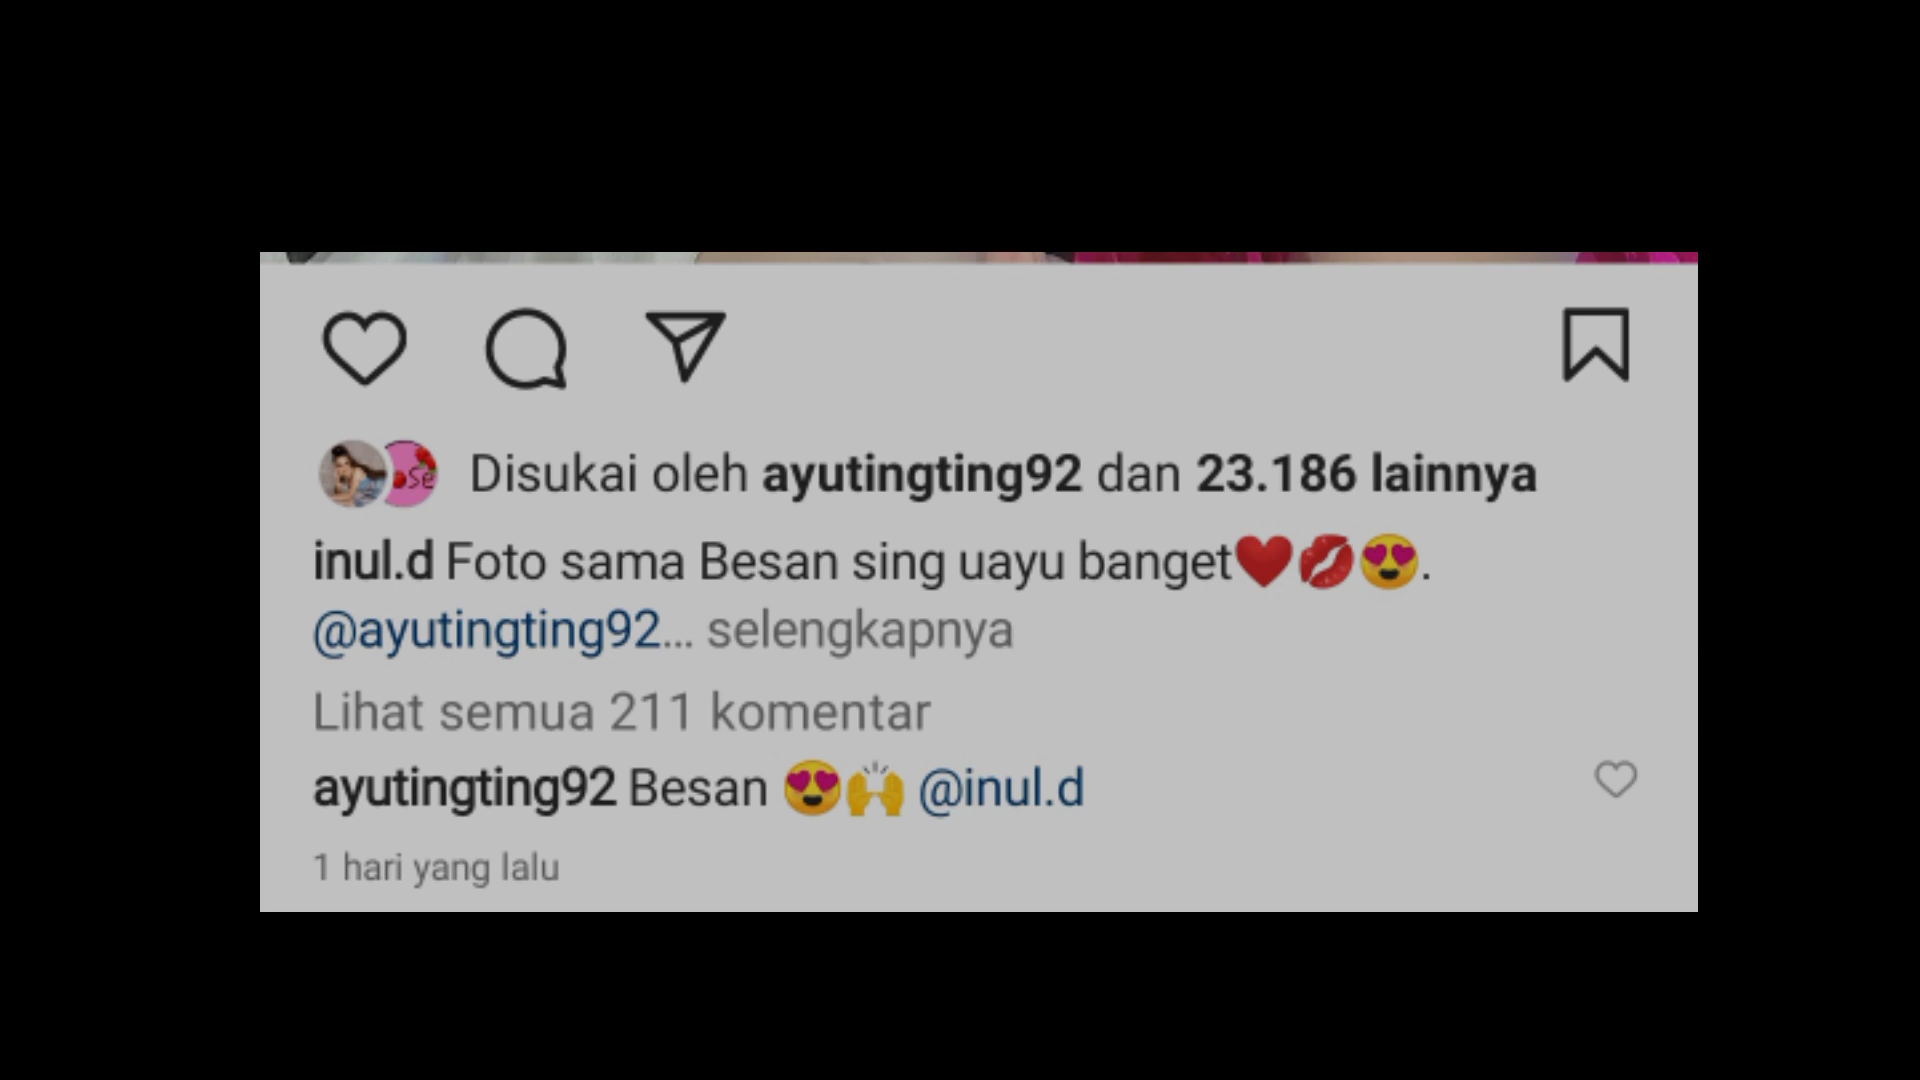 oSe
Disukai oleh ayutingting92 dan 23.186 lainnya
inul.d Foto sama Besan sing uayu banget❤️💋😍.
@ayutingting92... selengkapnya
Lihat semua 211 komentar
ayutingting92 Besan 😍🙌 @inul.d
1 hari yang lalu